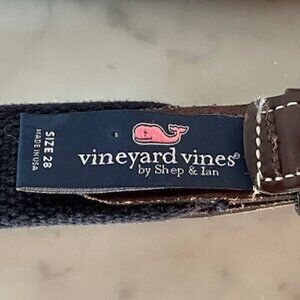 SIZE 28
MADE IN USA
vineyard vines®
by Shep & Ian